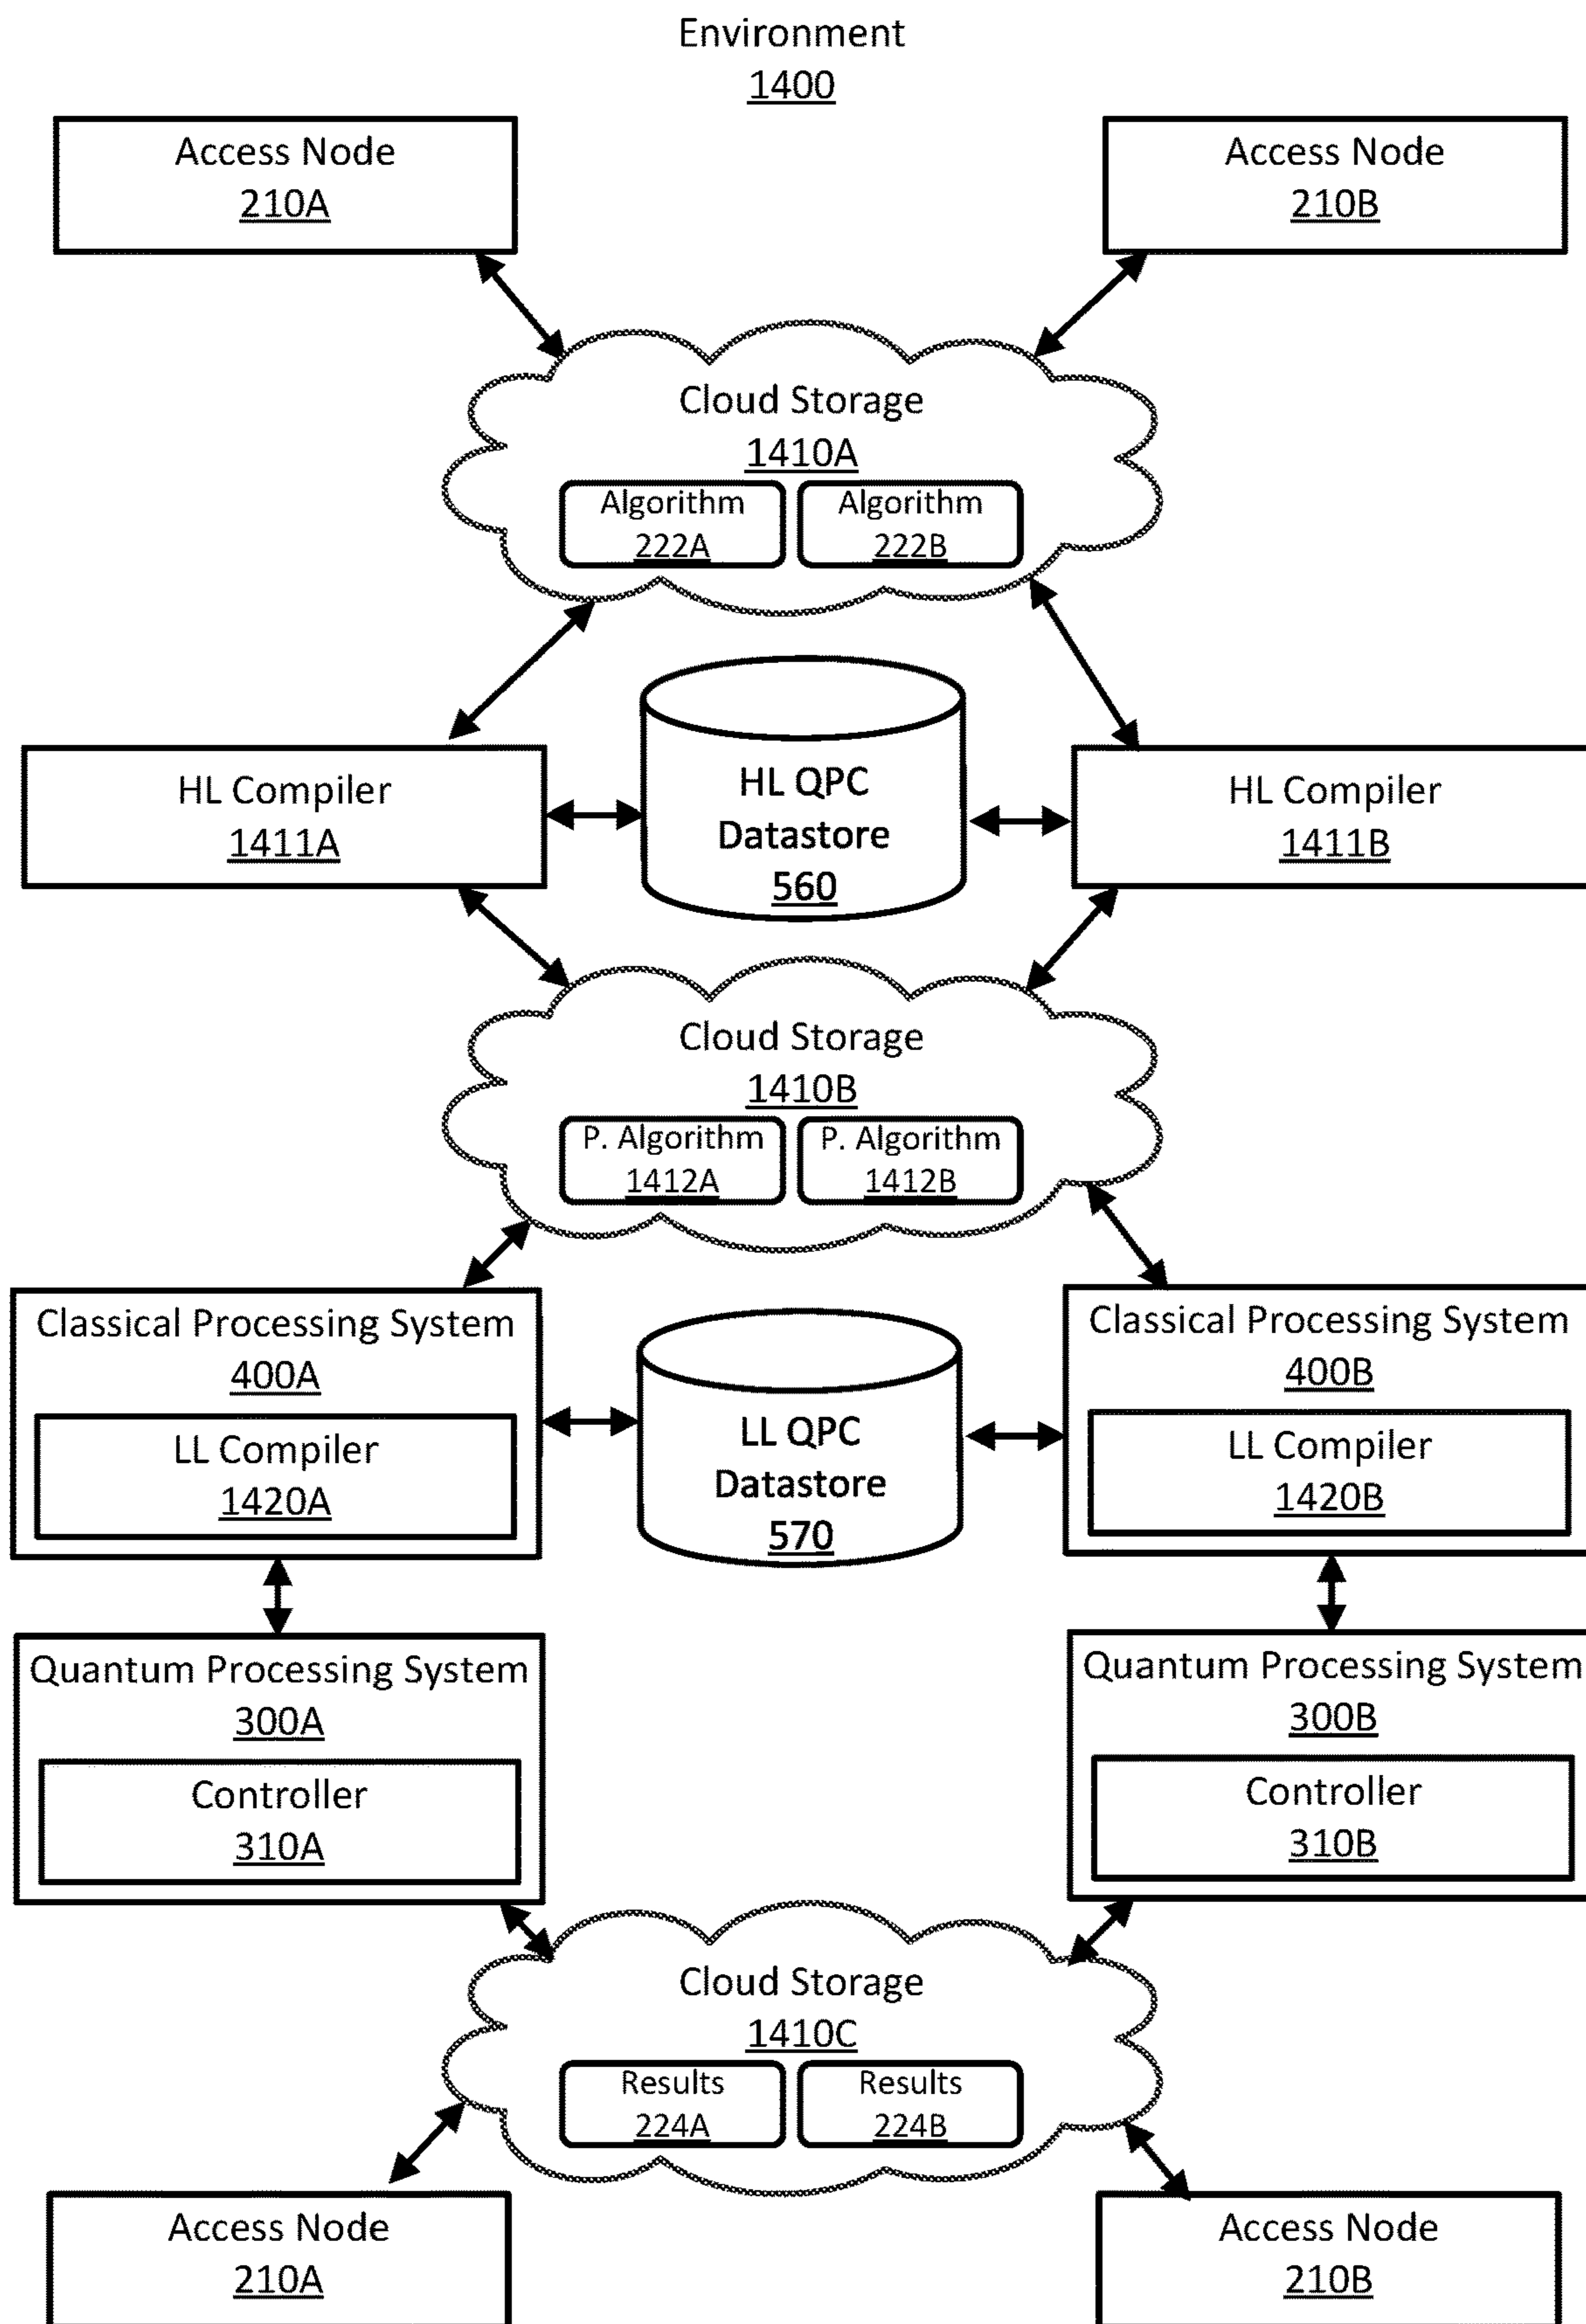 Environment
1400
Access Node
210A
Access Node
210B
Cloud Storage
1410A
Algorithm
222A
Algorithm
222B
HL Compiler
1411A
HL QPC
Datastore
560
HL Compiler
1411B
Cloud Storage
1410B
P. Algorithm
1412A
P. Algorithm
1412B
Classical Processing System
400A
LL Compiler
1420A
LL QPC
Datastore
570
Classical Processing System
400B
LL Compiler
1420B
Quantum Processing System
300A
Controller
310A
Quantum Processing System
300B
Controller
310B
Cloud Storage
1410C
Results
224A
Results
224B
Access Node
210A
Access Node
210B